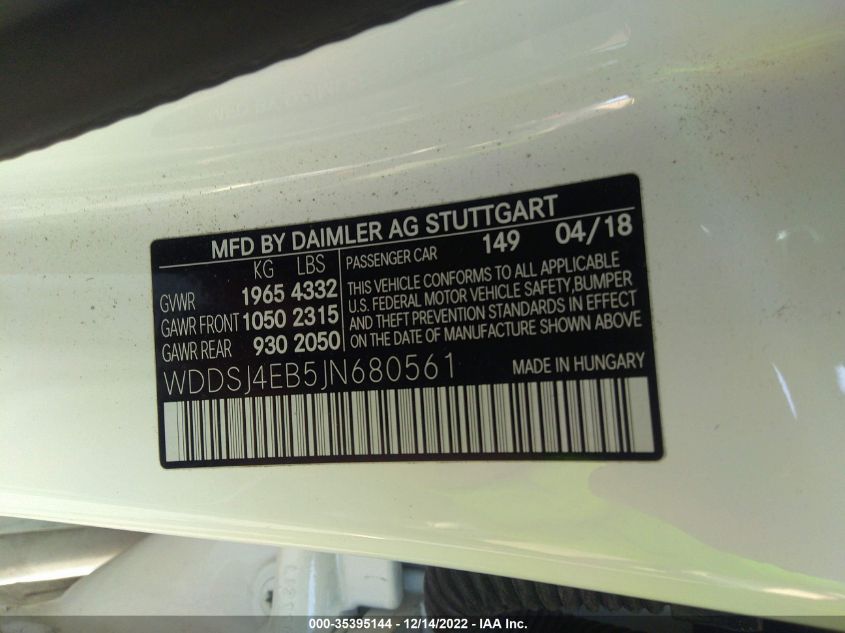 MFD BY DAIMLER AG STUTTGART
KG LBS
GVWR 1965 4332
GAWR FRONT 1050 2315
GAWR REAR 930 2050
PASSENGER CAR 149 04/18
THIS VEHICLE CONFORMS TO ALL APPLICABLE
U.S. FEDERAL MOTOR VEHICLE SAFETY, BUMPER
AND THEFT PREVENTION STANDARDS IN EFFECT
ON THE DATE OF MANUFACTURE SHOWN ABOVE
WDDSJ4EB5JN680561
MADE IN HUNGARY
000-35395144 - 12/14/2022 - IAA Inc.